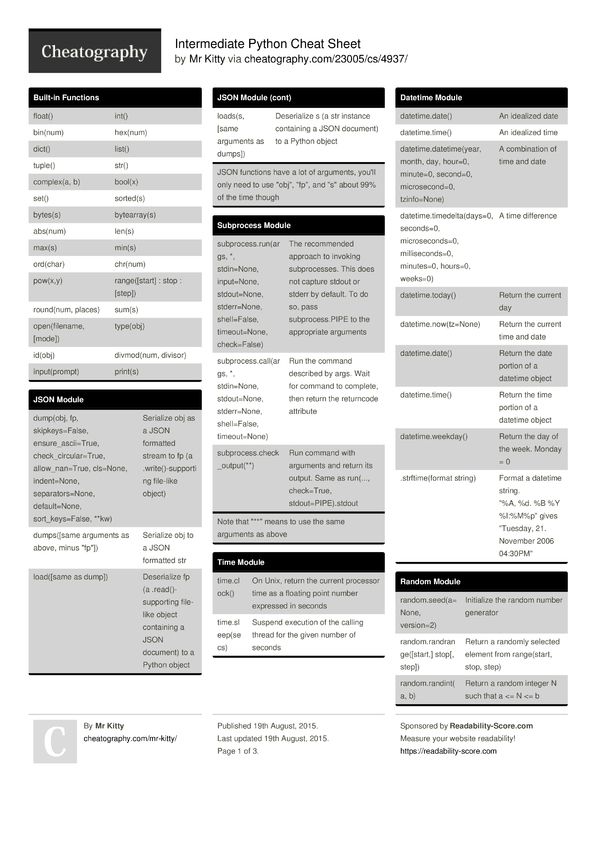 Cheatography
Intermediate Python Cheat Sheet
by Mr Kitty via cheatography.com/23005/cs/4937/
Built-in Functions
float() int()
bin(num) hex(num)
dict() list()
tuple() str()
complex(a, b) bool(x)
set() sorted(s)
bytes(s) bytearray(s)
abs(num) len(s)
max(s) min(s)
ord(char) chr(num)
pow(x,y) range([start] : stop :
[step])
round(num, places) sum(s)
open(filename, type(obj)
[mode])
id(obj) divmod(num, divisor)
input(prompt) print(s)
JSON Module
dump(obj, fp, Serialize obj as
skipkeys=False, a JSON
ensure_ascii=True, formatted
check_circular=True, stream to fp (a
allow_nan=True, cls=None, .write()-supporti
indent=None, ng file-like
separators=None, object)
default=None,
sort_keys=False, **kw)
dumps([same arguments as Serialize obj to
above, minus "fp"]) a JSON
formatted str
load([same as dump]) Deserialize fp
(a .read()-
supporting file-
like object
containing a
JSON
document) to a
Python object
JSON Module (cont)
loads(s, Deserialize s (a str instance
[same containing a JSON document)
arguments as to a Python object
dumps])
JSON functions have a lot of arguments, you'll
only need to use "obj", "fp", and "s" about 99%
of the time though
Subprocess Module
subprocess.run(ar The recommended
gs, *, approach to invoking
stdin=None, subprocesses. This does
input=None, not capture stdout or
stdout=None, stderr by default. To do
stderr=None, so, pass
shell=False, subprocess.PIPE to the
timeout=None, appropriate arguments
check=False)
subprocess.call(ar Run the command
gs, *, described by args. Wait
stdin=None, for command to complete,
stdout=None, then return the returncode
stderr=None, attribute
shell=False,
timeout=None)
subprocess.check Run command with
_output(**) arguments and return its
output. Same as run(...,
check=True,
stdout=PIPE).stdout
Note that "**" means to use the same
arguments as above
Time Module
time.cl On Unix, return the current processor
ock() time as a floating point number
expressed in seconds
time.sl Suspend execution of the calling
eep(se thread for the given number of
cs) seconds
Datetime Module
datetime.date() An idealized date
datetime.time() An idealized time
datetime.datetime(year, A combination of
month, day, hour=0, time and date
minute=0, second=0,
microsecond=0,
tzinfo=None)
datetime.timedelta(days=0, A time difference
seconds=0,
microseconds=0,
milliseconds=0,
minutes=0, hours=0,
weeks=0)
datetime.today() Return the current
day
datetime.now(tz=None) Return the current
time and date
datetime.date() Return the date
portion of a
datetime object
datetime.time() Return the time
portion of a
datetime object
datetime.weekday() Return the day of
the week. Monday
= 0
.strftime(format string) Format a datetime
string.
"%A, %d. %B %Y
%I:%M%p" gives
"Tuesday, 21.
November 2006
04:30PM"
Random Module
random.seed(a= Initialize the random number
None, generator
version=2)
random.randran Return a randomly selected
ge([start,] stop[, element from range(start,
step]) stop, step)
random.randint( Return a random integer N
a, b) such that a <= N <= b
C
By Mr Kitty
cheatography.com/mr-kitty/
Published 19th August, 2015.
Last updated 19th August, 2015.
Page 1 of 3.
Sponsored by Readability-Score.com
Measure your website readability!
https://readability-score.com